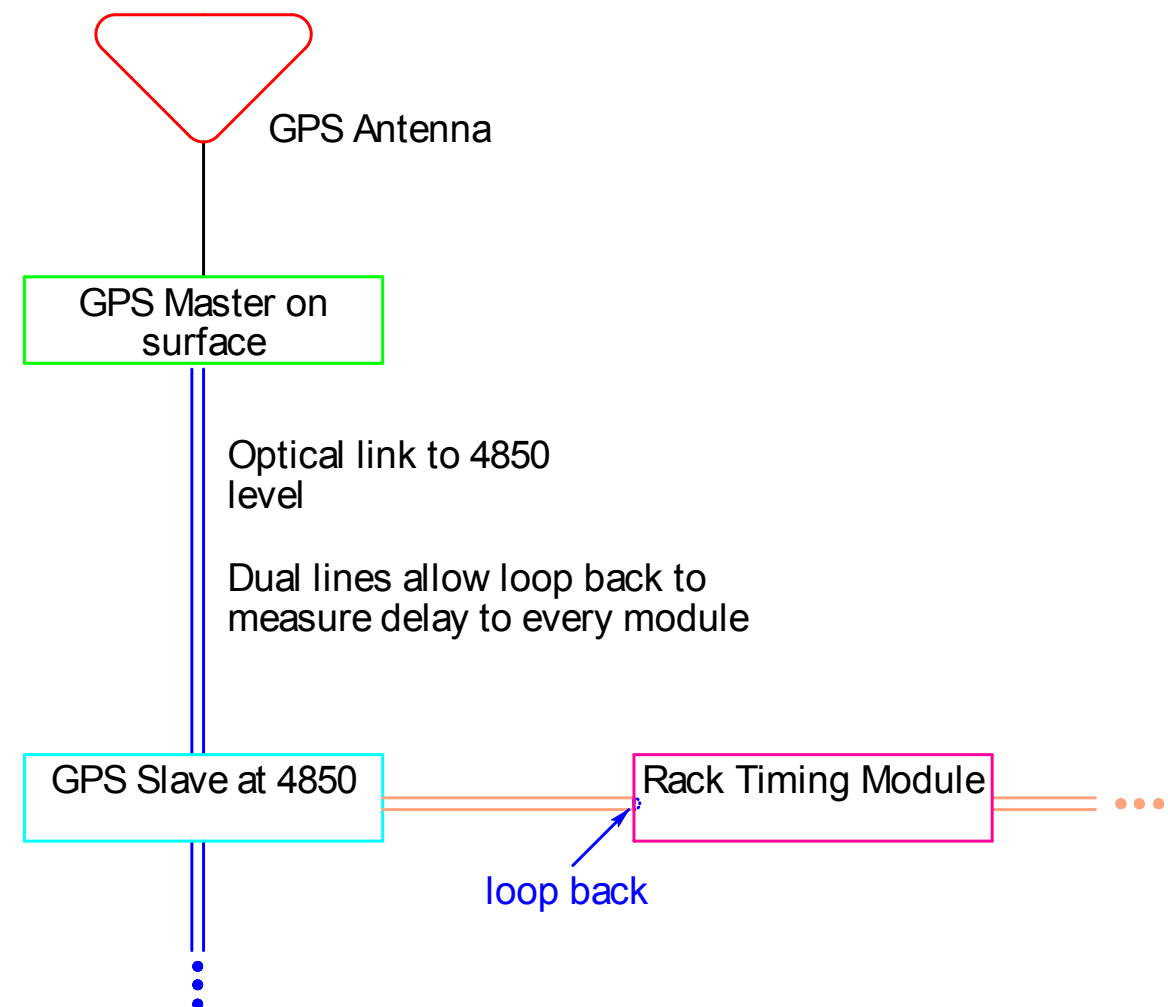 GPS Antenna
GPS Master on
surface
Optical link to 4850
level
Dual lines allow loop back to
measure delay to every module
GPS Slave at 4850
Rack Timing Module
loop back